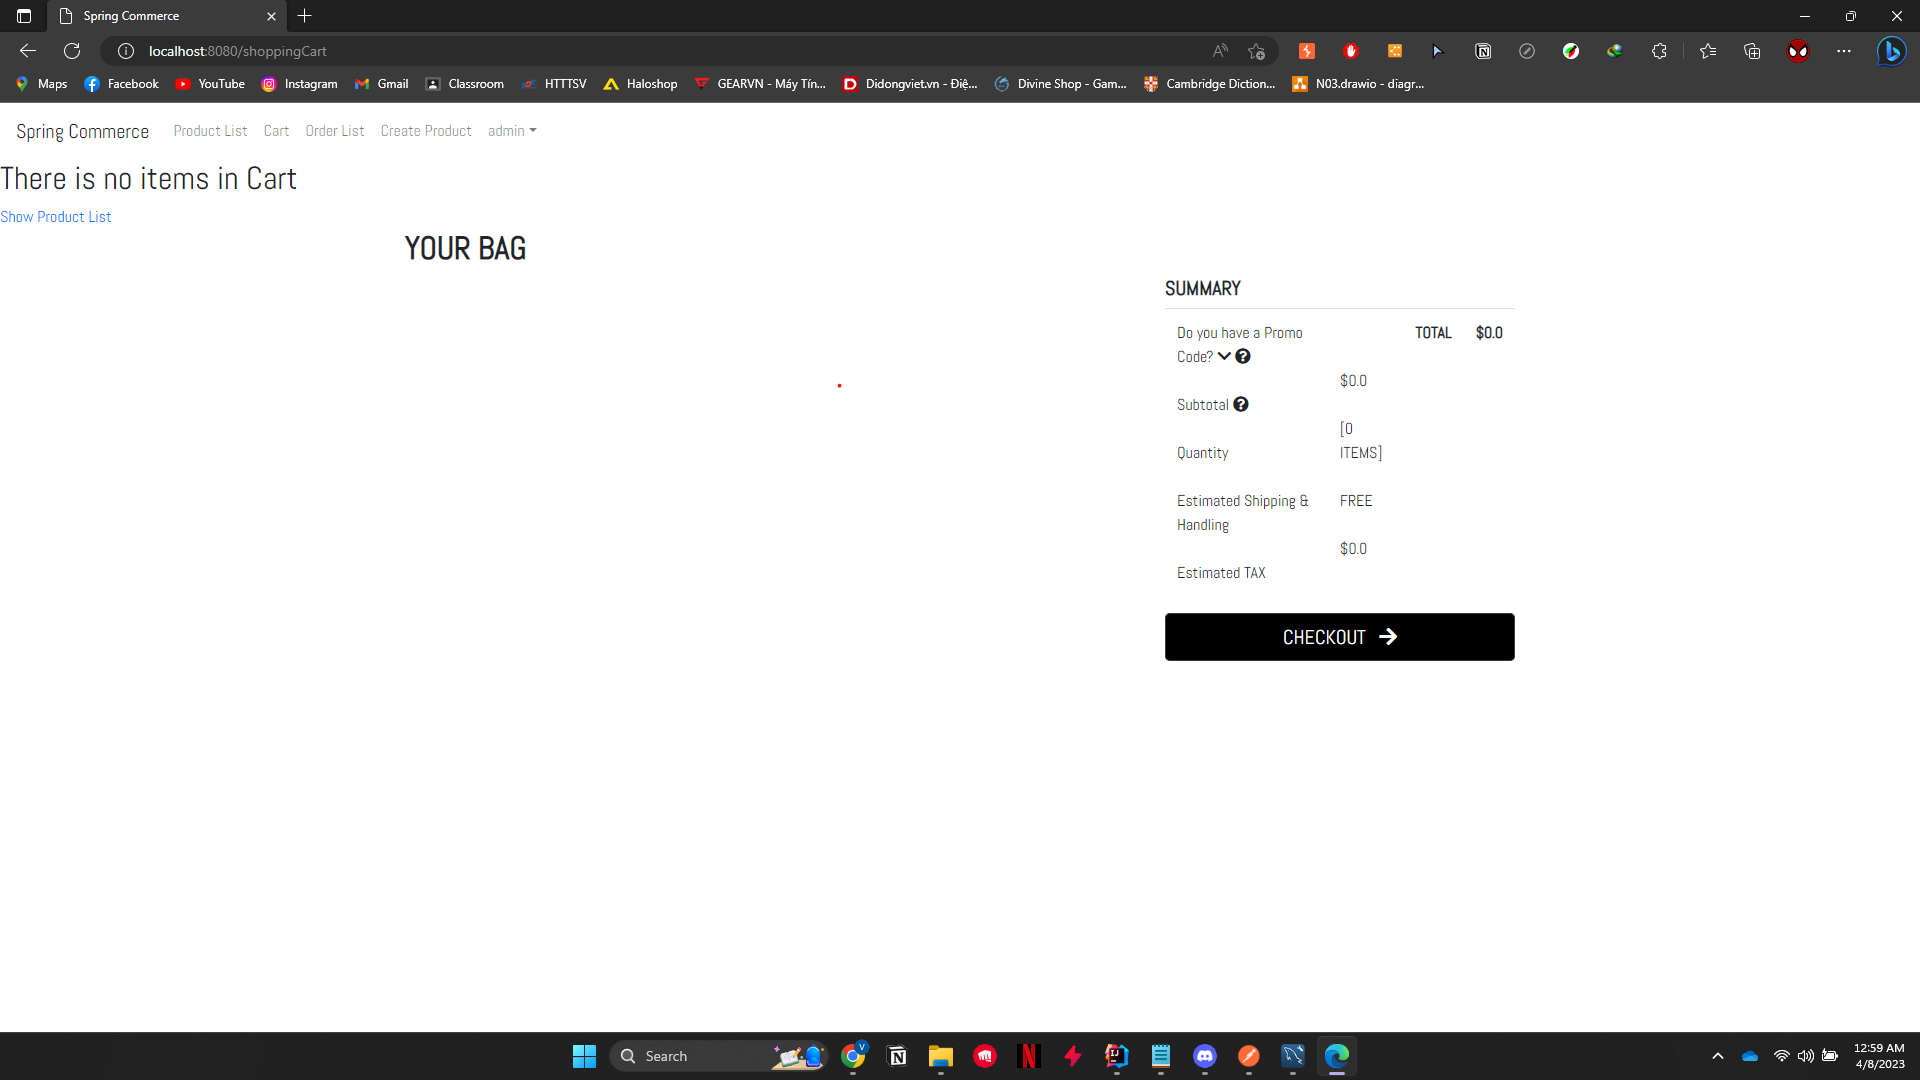 Spring Commerce
localhost:8080/shoppingCart
Maps Facebook YouTube Instagram Gmail Classroom HTTTSV Haloshop GEARVN - Máy Tín... Didongviet.vn - Điệ... Divine Shop - Gam... Cambridge Diction... N03.drawio - diagr...
Spring Commerce Product List Cart Order List Create Product admin
There is no items in Cart
Show Product List
YOUR BAG
SUMMARY
Do you have a Promo
Code?
TOTAL $0.0
$0.0
Subtotal
[0
ITEMS]
Quantity
Estimated Shipping &
Handling
FREE
$0.0
Estimated TAX
CHECKOUT
Search
V
12:59 AM
4/8/2023